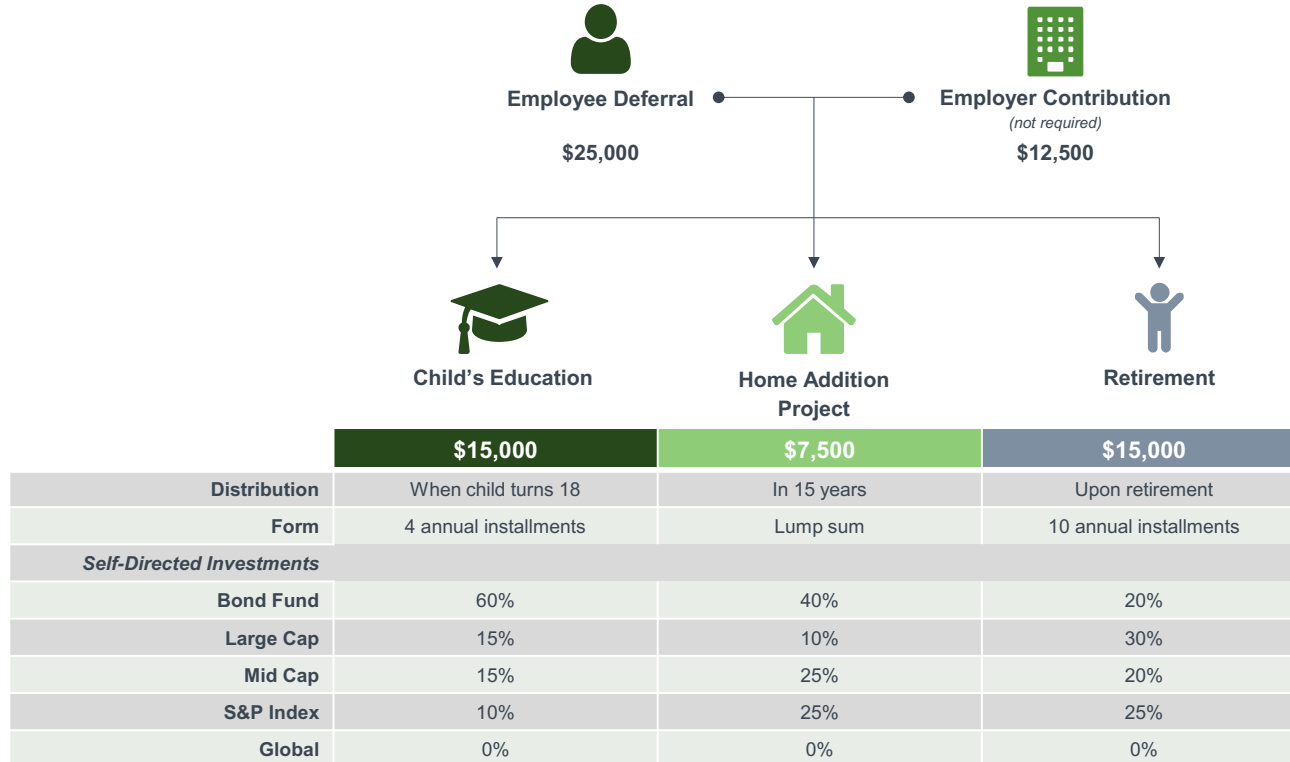 Employee Deferral
$25,000
Employer Contribution
(not required)
$12,500
Child’s Education
Home Addition
Project
Retirement
$15,000 $7,500 $15,000
Distribution When child turns 18 In 15 years Upon retirement
Form 4 annual installments Lump sum 10 annual installments
Self-Directed Investments
Bond Fund 60% 40% 20%
Large Cap 15% 10% 30%
Mid Cap 15% 25% 20%
S&P Index 10% 25% 25%
Global 0% 0% 0%